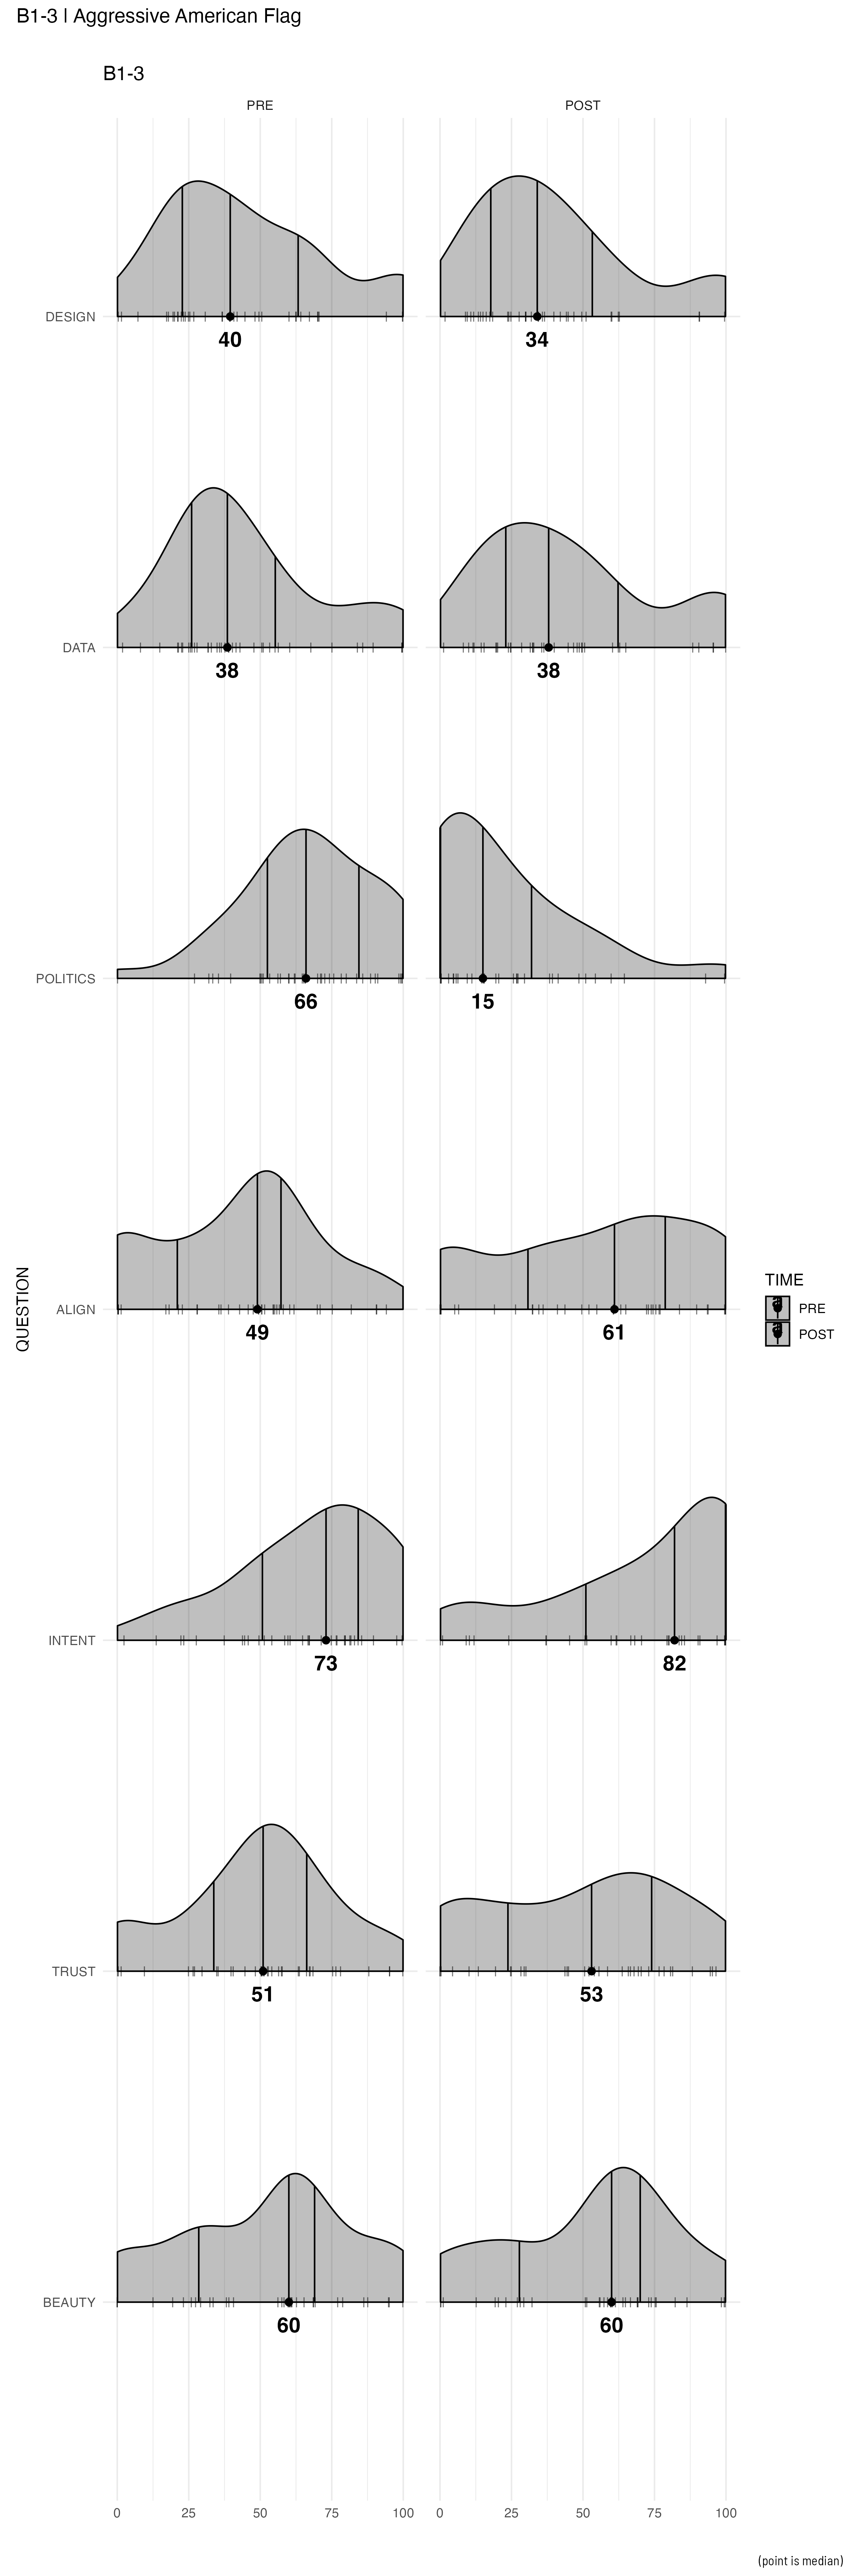 B1-3 | Aggressive American Flag
B1-3
PRE
POST
DESIGN
40
34
DATA
38
38
POLITICS
66
15
ALIGN
49
61
QUESTION
TIME
PRE
POST
INTENT
73
82
TRUST
51
53
BEAUTY
60
60
0 25 50 75 100
0 25 50 75 100
(point is median)